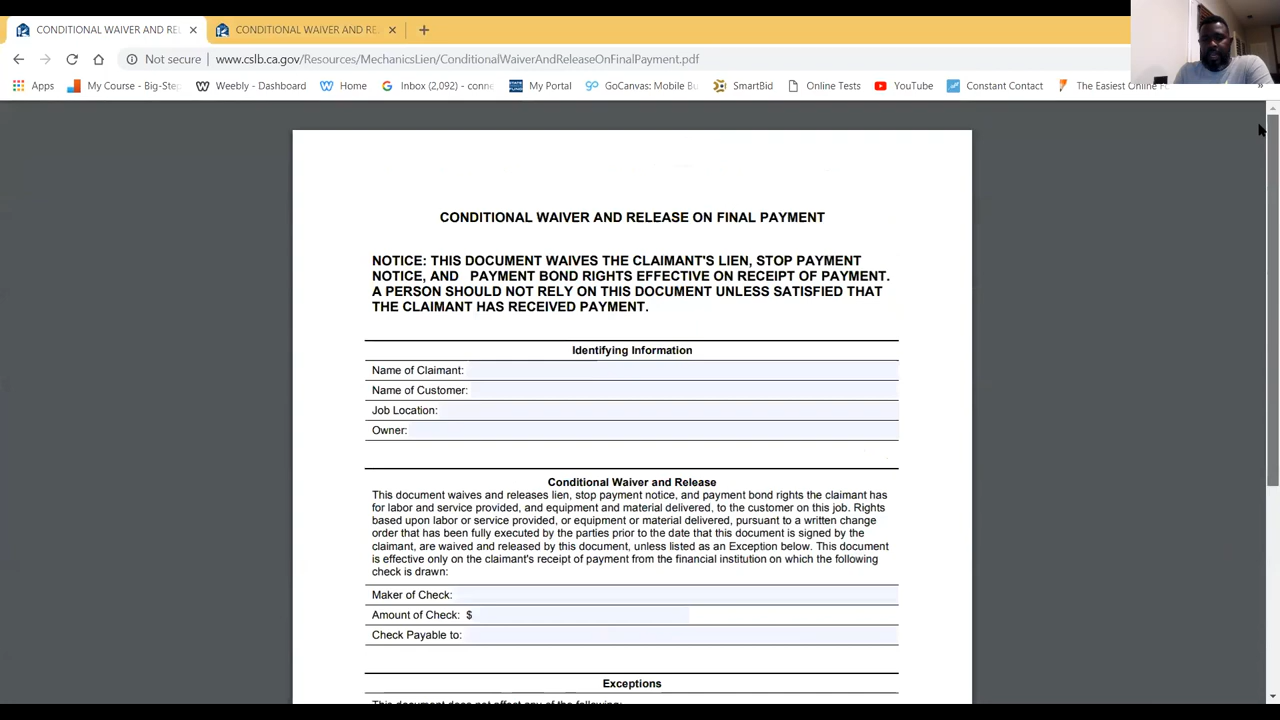 CONDITIONAL WAIVER AND REL
CONDITIONAL WAIVER AND RE
Not secure www.cslb.ca.gov/Resources/MechanicsLien/ConditionalWaiverAndReleaseOnFinalPayment.pdf
Apps My Course - Big-Ste Weebly - Dashboard Home Inbox (2,092) - conne My Portal GoCanvas: Mobile Bu SmartBid Online Tests YouTube Constant Contact The Easiest Online F »
CONDITIONAL WAIVER AND RELEASE ON FINAL PAYMENT
NOTICE: THIS DOCUMENT WAIVES THE CLAIMANT'S LIEN, STOP PAYMENT
NOTICE, AND PAYMENT BOND RIGHTS EFFECTIVE ON RECEIPT OF PAYMENT.
A PERSON SHOULD NOT RELY ON THIS DOCUMENT UNLESS SATISFIED THAT
THE CLAIMANT HAS RECEIVED PAYMENT.
Identifying Information
Name of Claimant:
Name of Customer:
Job Location:
Owner:
Conditional Waiver and Release
This document waives and releases lien, stop payment notice, and payment bond rights the claimant has
for labor and service provided, and equipment and material delivered, to the customer on this job. Rights
based upon labor or service provided, or equipment or material delivered, pursuant to a written change
order that has been fully executed by the parties prior to the date that this document is signed by the
claimant, are waived and released by this document, unless listed as an Exception below. This document
is effective only on the claimant's receipt of payment from the financial institution on which the following
check is drawn:
Maker of Check:
Amount of Check: $
Check Payable to:
Exceptions
This document does not affect any of the following: